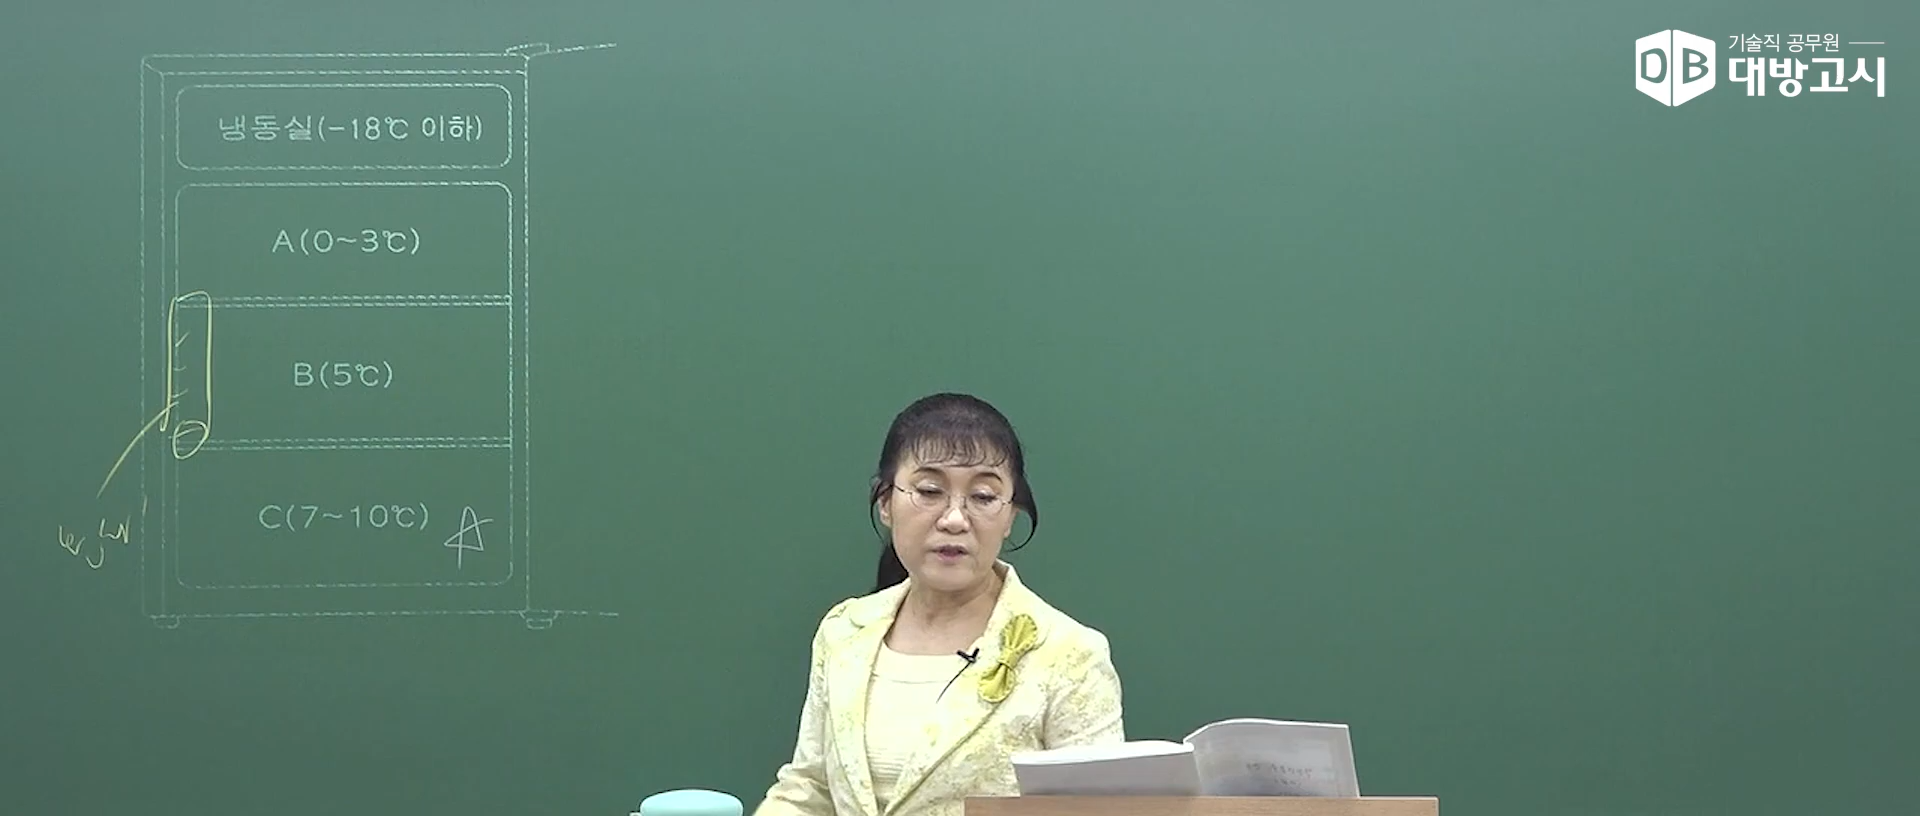 기술직 공무원
DB 대방고시
냉동실(-18℃ 이하)
A(0~3℃)
B(5℃)
C(7~10℃)